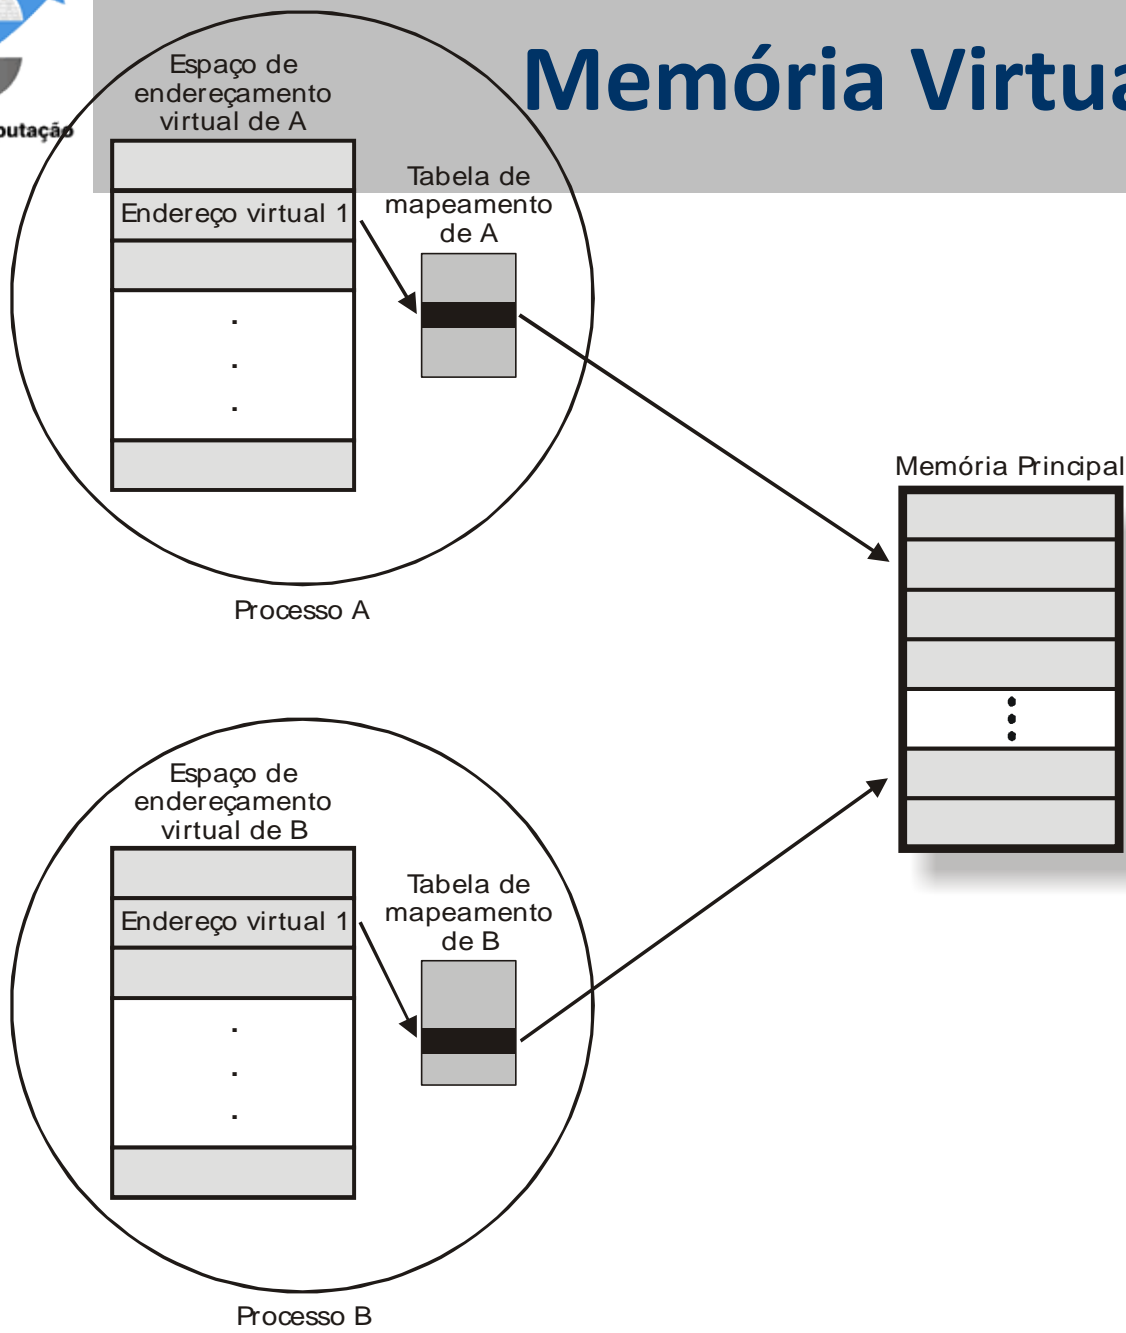 Memória Virtua
putação
Espaço de
endereçamento
virtual de A
Endereço virtual 1
.
.
.
Tabela de
mapeamento
de A
Processo A
Memória Principal
Espaço de
endereçamento
virtual de B
Endereço virtual 1
.
.
.
Tabela de
mapeamento
de B
Processo B